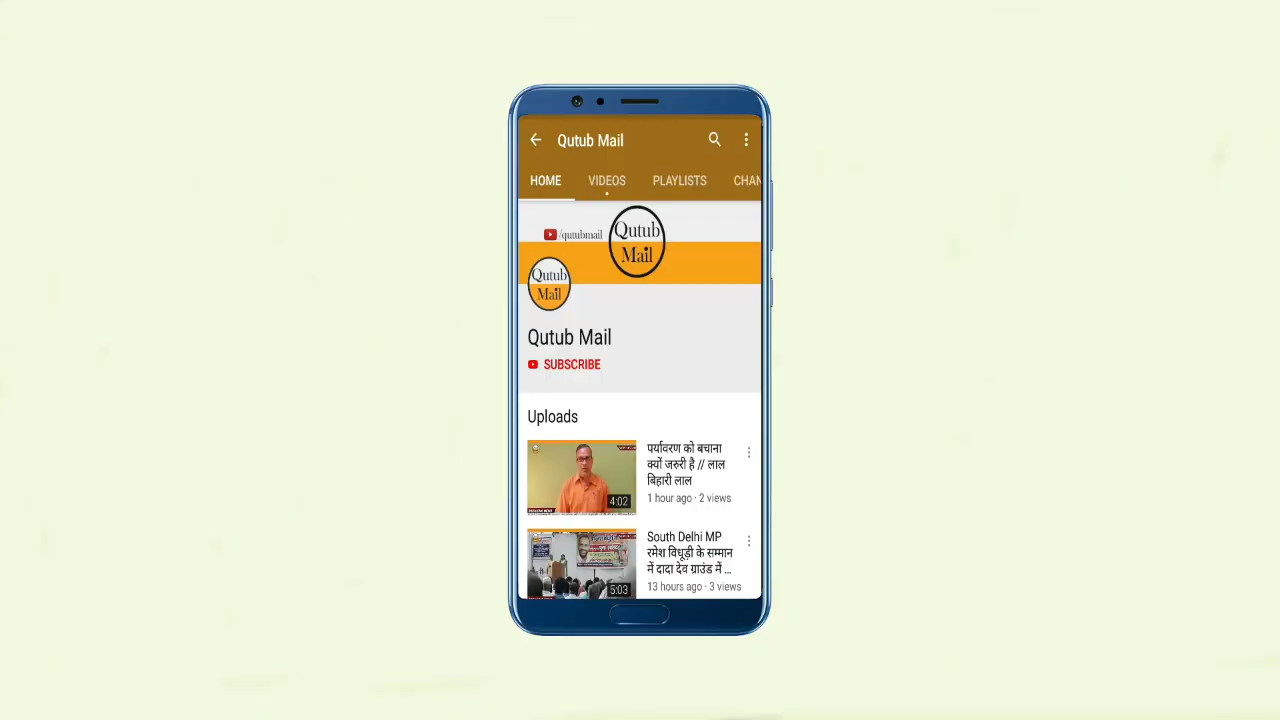 Qutub Mail
HOME VIDEOS PLAYLISTS CHAN
/qutubmail
Qutub
Mail
Qutub
Mail
Qutub Mail
SUBSCRIBE
Uploads
4:02
पर्यावरण को बचाना
क्यों जरुरी है // लाल
बिहारी लाल
1 hour ago · 2 views
5:03
South Delhi MP
रमेश विधूड़ी के सम्मान
में दादा देव ग्राउंड में ...
13 hours ago · 3 views